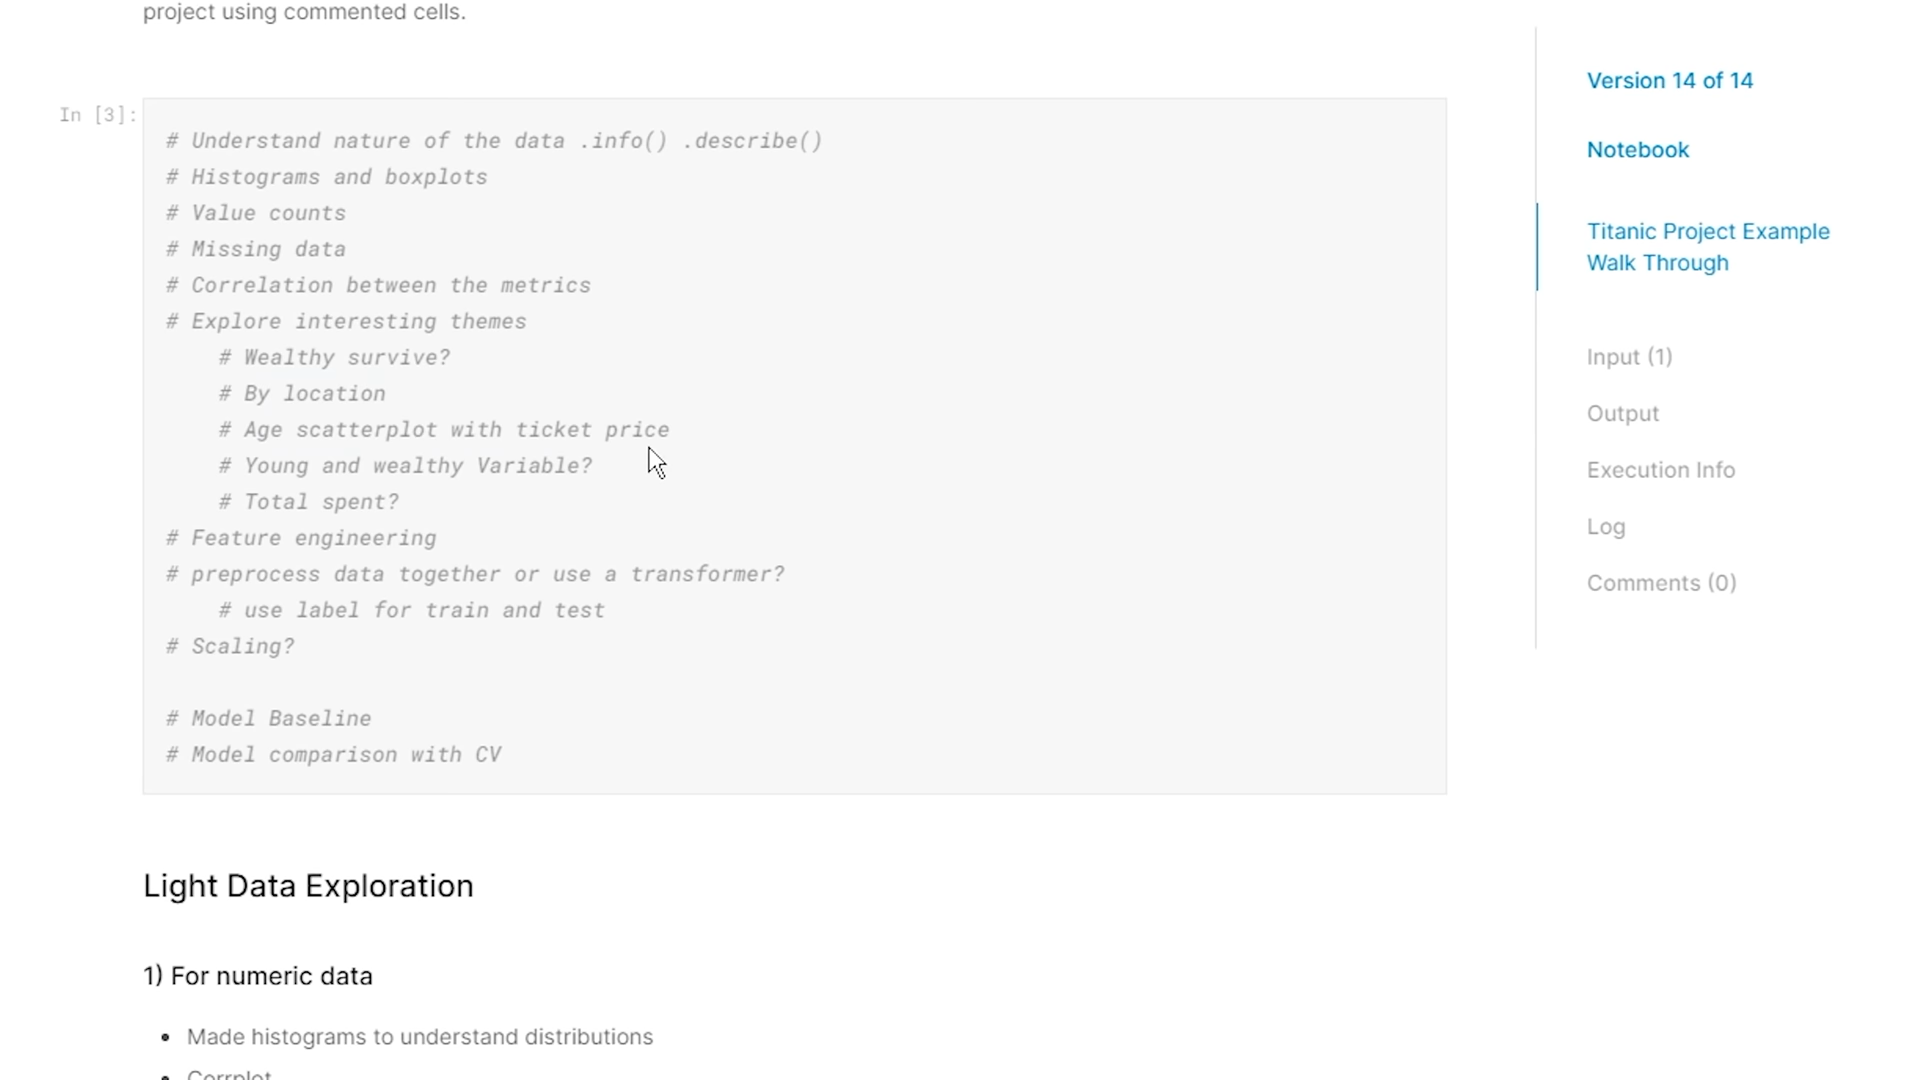 project using commented cells.
In [3]:
# Understand nature of the data .info() .describe()
# Histograms and boxplots
# Value counts
# Missing data
# Correlation between the metrics
# Explore interesting themes
    # Wealthy survive?
    # By location
    # Age scatterplot with ticket price
    # Young and wealthy Variable?
    # Total spent?
# Feature engineering
# preprocess data together or use a transformer?
    # use label for train and test
# Scaling?
# Model Baseline
# Model comparison with CV
Light Data Exploration
1) For numeric data
• Made histograms to understand distributions
• Corrplot
Version 14 of 14
Notebook
Titanic Project Example
Walk Through
Input (1)
Output
Execution Info
Log
Comments (0)